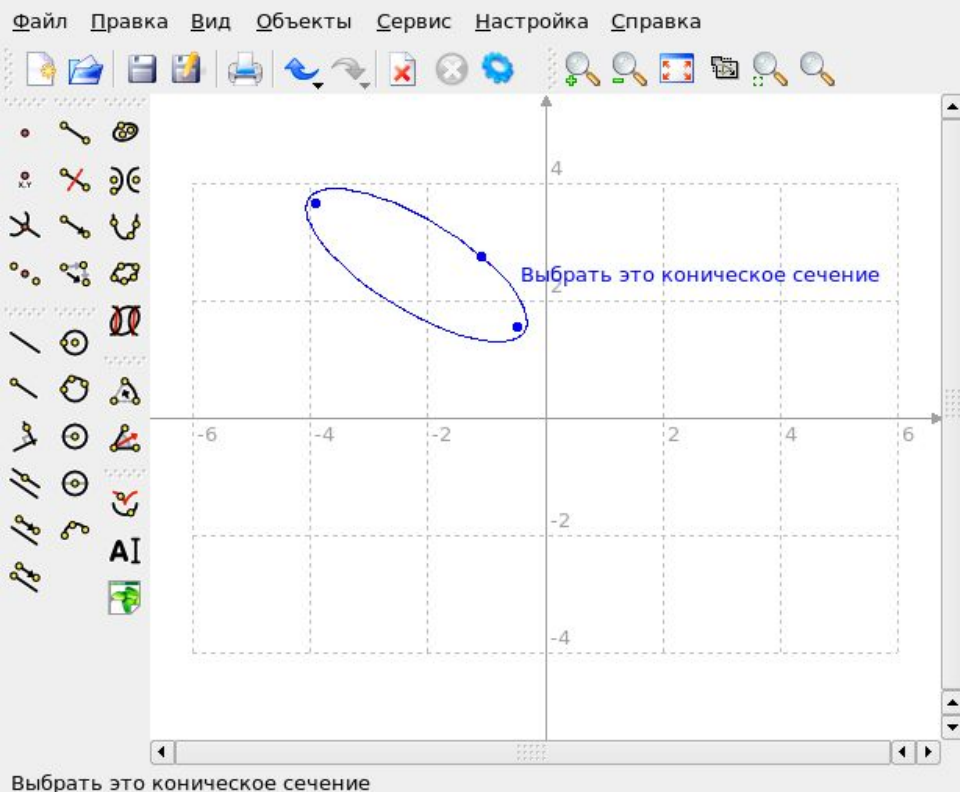 Файл Правка Вид Объекты Сервис Настройка Справка
X,Y
4
Выбрать это коническое сечение
2
-6 -4 -2 2 4 6
-2
AI
-4
Выбрать это коническое сечение